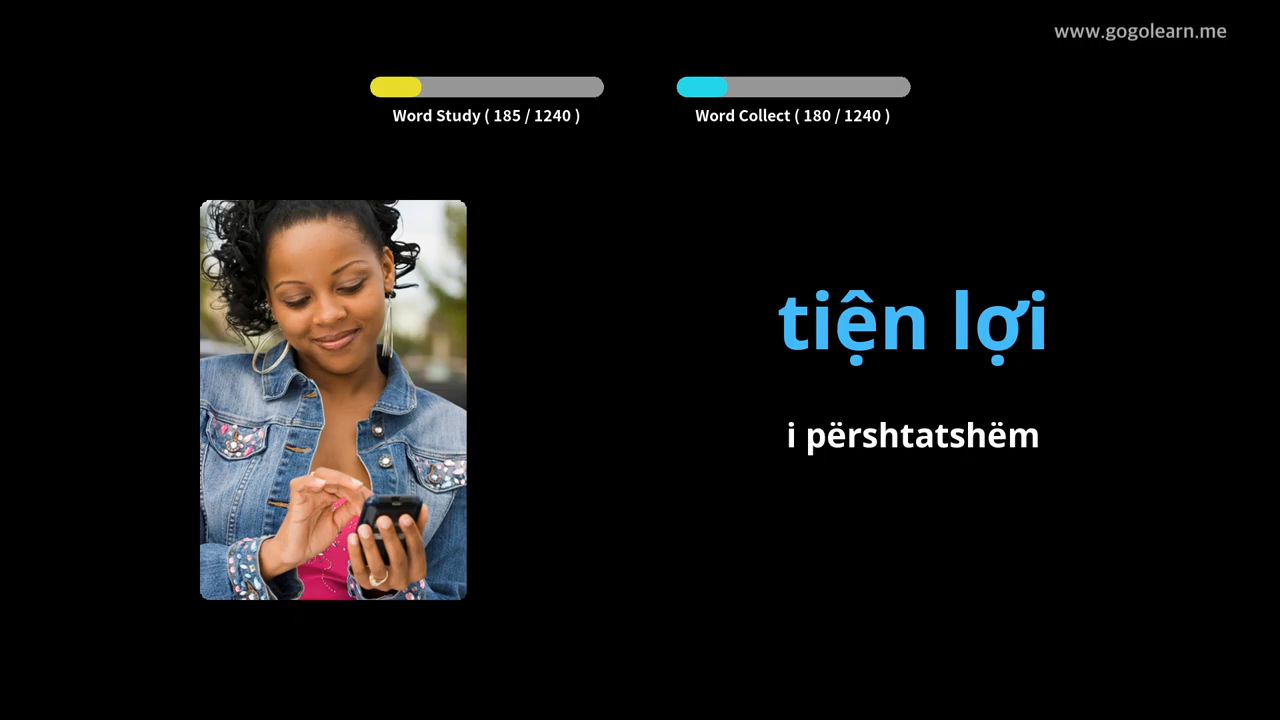 www.gogolearn.me
Word Study ( 185 / 1240 )
Word Collect ( 180 / 1240 )
tiện lợi
i përshtatshëm